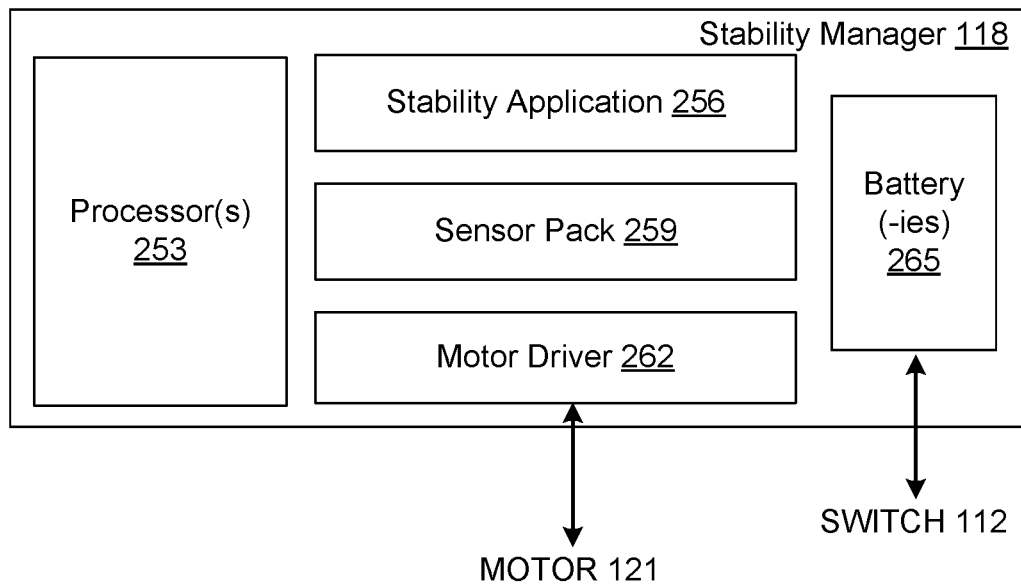 Stability Manager 118
Stability Application 256
Processor(s)
253
Sensor Pack 259
Motor Driver 262
Battery
(-ies)
265
SWITCH 112
MOTOR 121